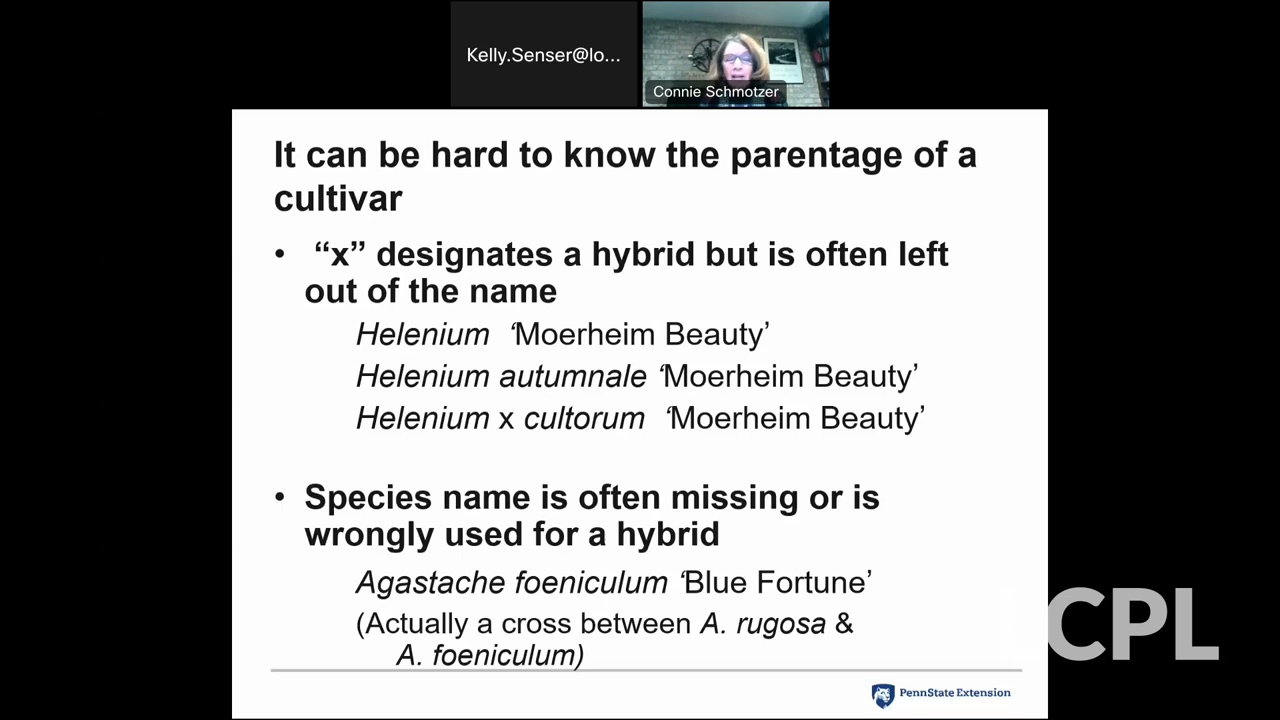 Kelly.Senser@lo...
Connie Schmotzer
It can be hard to know the parentage of a
cultivar
• “x” designates a hybrid but is often left
out of the name
Helenium ‘Moerheim Beauty’
Helenium autumnale ‘Moerheim Beauty’
Helenium x cultorum ‘Moerheim Beauty’
• Species name is often missing or is
wrongly used for a hybrid
Agastache foeniculum ‘Blue Fortune’
(Actually a cross between A. rugosa &
A. foeniculum)
CPL
PennState Extension